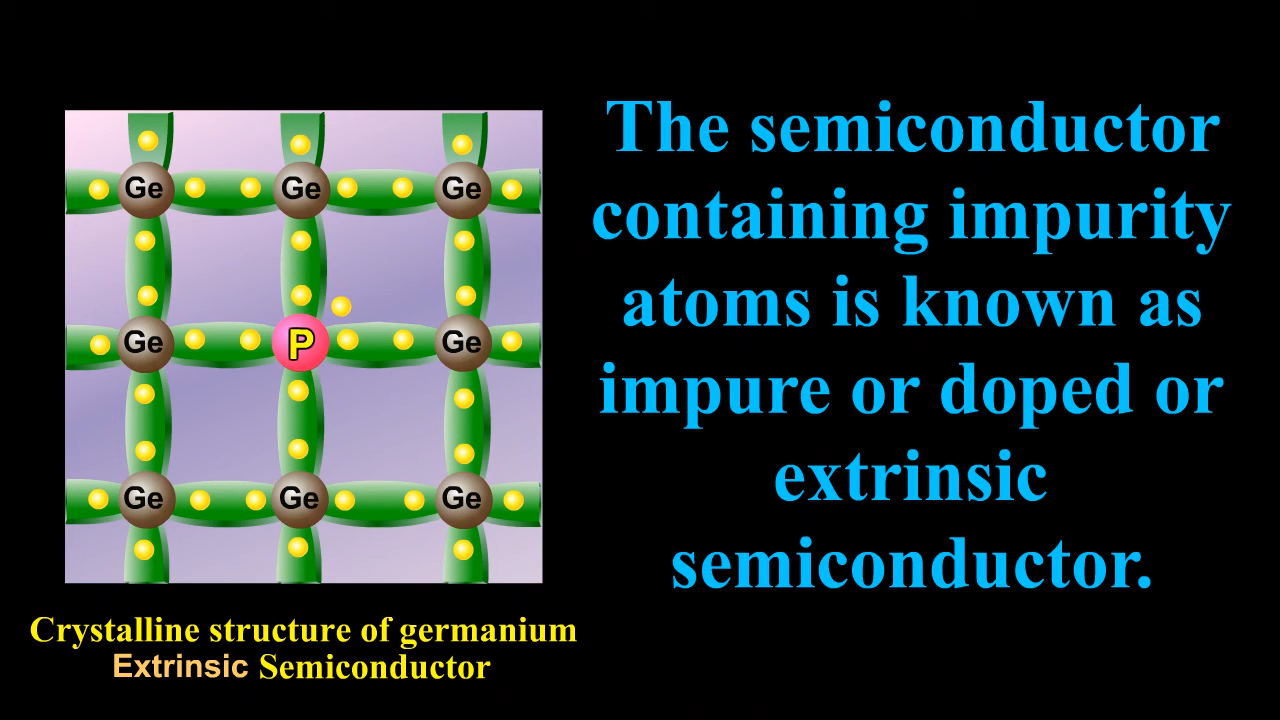 The semiconductor
containing impurity
atoms is known as
impure or doped or
extrinsic
semiconductor.
Ge Ge Ge
Ge P Ge
Ge Ge Ge
Crystalline structure of germanium
Extrinsic Semiconductor